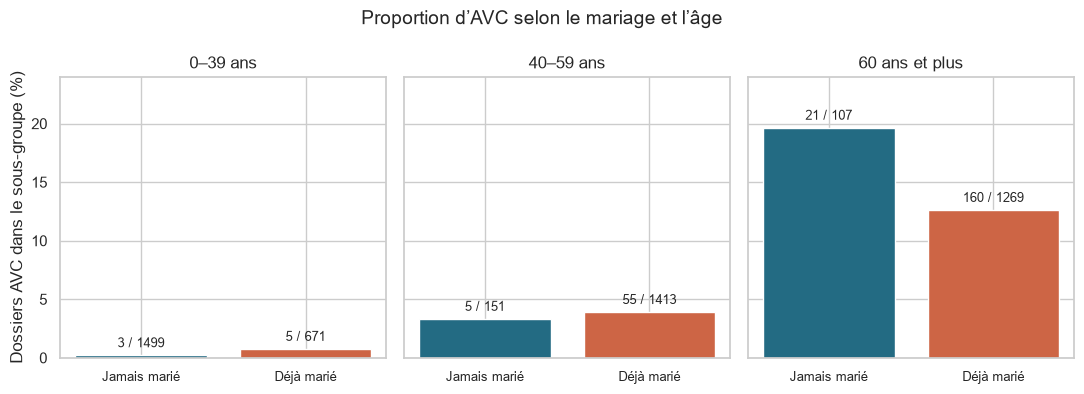 Proportion d’AVC selon le mariage et l’âge
Dossiers AVC dans le sous-groupe (%)
0–39 ans
20
15
10
5
0
3 / 1499
5 / 671
Jamais marié
Déjà marié
40–59 ans
5 / 151
55 / 1413
Jamais marié
Déjà marié
60 ans et plus
21 / 107
160 / 1269
Jamais marié
Déjà marié